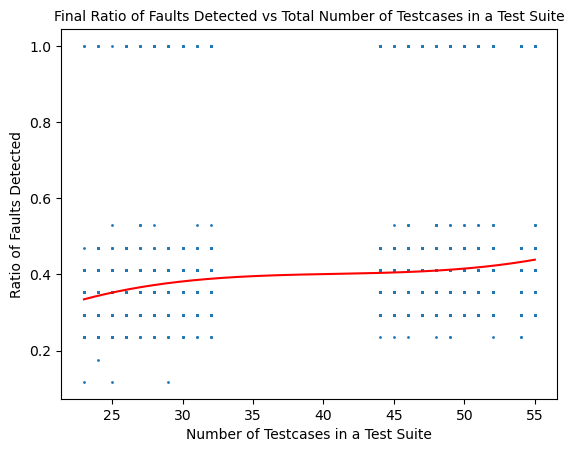 Final Ratio of Faults Detected vs Total Number of Testcases in a Test Suite
1.0
0.8
0.6
0.4
0.2
Ratio of Faults Detected
25 30 35 40 45 50 55
Number of Testcases in a Test Suite